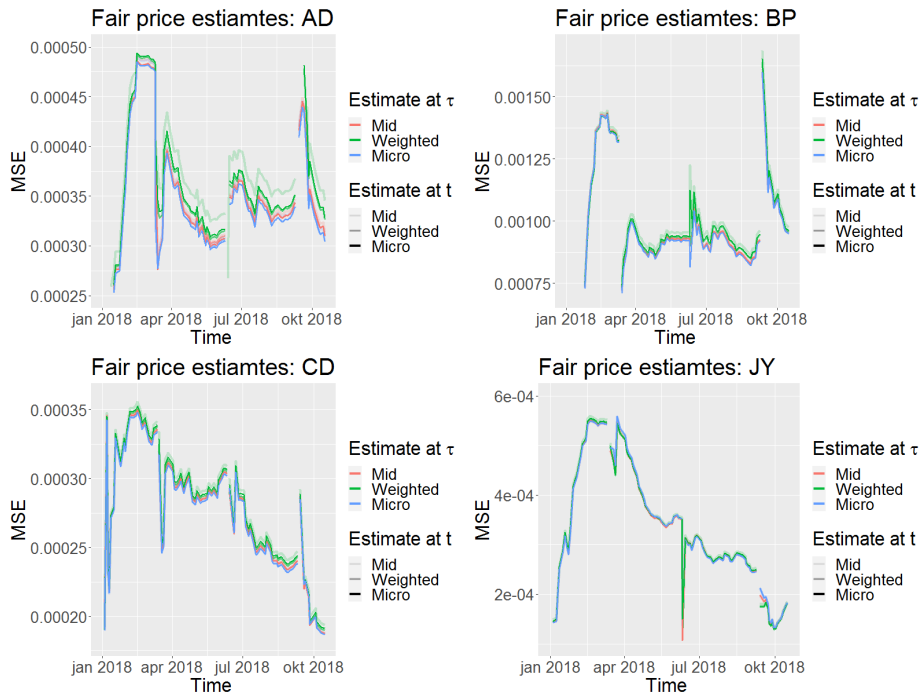 Fair price estiamtes: AD
0.00050
0.00045
0.00040
0.00035
0.00030
0.00025
MSE
jan 2018 apr 2018 jul 2018 okt 2018
Time
Estimate at τ
Mid
Weighted
Micro
Estimate at t
Mid
Weighted
Micro
Fair price estiamtes: BP
0.00150
0.00125
0.00100
0.00075
MSE
jan 2018 apr 2018 jul 2018 okt 2018
Time
Estimate at τ
Mid
Weighted
Micro
Estimate at t
Mid
Weighted
Micro
Fair price estiamtes: CD
0.00035
0.00030
0.00025
0.00020
MSE
jan 2018 apr 2018 jul 2018 okt 2018
Time
Estimate at τ
Mid
Weighted
Micro
Estimate at t
Mid
Weighted
Micro
Fair price estiamtes: JY
6e-04
4e-04
2e-04
MSE
jan 2018 apr 2018 jul 2018 okt 2018
Time
Estimate at τ
Mid
Weighted
Micro
Estimate at t
Mid
Weighted
Micro